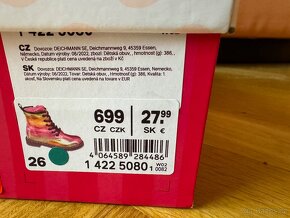 1 422 5080
CZ Dovozce: DEICHMANN SE, Deichmannweg 9, 45359 Essen,
Německo, Datum výroby: 06/2022, zboží: Dětská obuv, , Hmotnost (g): 386,
V České republice platí cena uvedená na zboží v Kč
SK Dovozca: DEICHMANN SE, Deichmannweg 9, 45359 Essen,
Nemecko, Dátum výroby: 06/2022, Tovar: Detská obuv, , Hmotnosť (g): 386, Kvalita: I.
akosť, Na Slovensku platí cena uvedená na tovare v EUR
699
CZ CZK
27.99
SK €
26
4 064589 284486
1 422 5080 1
W02
0082